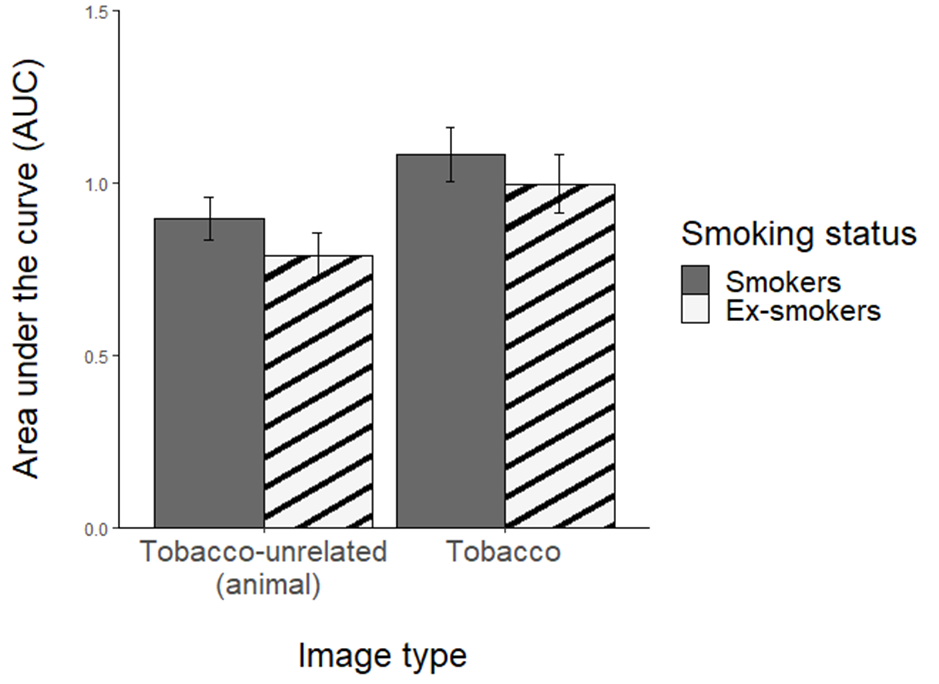 Area under the curve (AUC)
1.5
1.0
0.5
0.0
Tobacco-unrelated
(animal)
Tobacco
Image type
Smoking status
Smokers
Ex-smokers